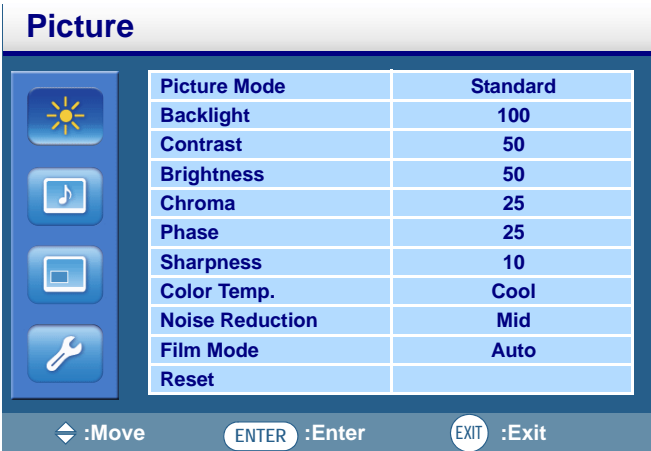 Picture
Picture Mode Standard
Backlight 100
Contrast 50
Brightness 50
Chroma 25
Phase 25
Sharpness 10
Color Temp. Cool
Noise Reduction Mid
Film Mode Auto
Reset
:Move ENTER :Enter EXIT :Exit